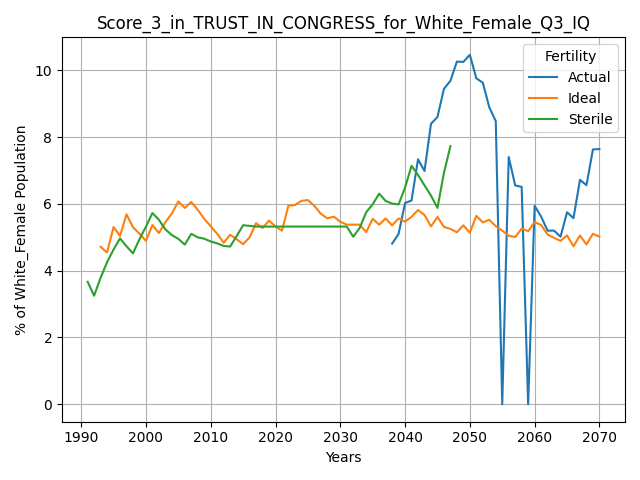 Score_3_in_TRUST_IN_CONGRESS_for_White_Female_Q3_IQ
Fertility
Actual
Ideal
Sterile
% of White_Female Population
10
8
6
4
2
0
1990 2000 2010 2020 2030 2040 2050 2060 2070
Years